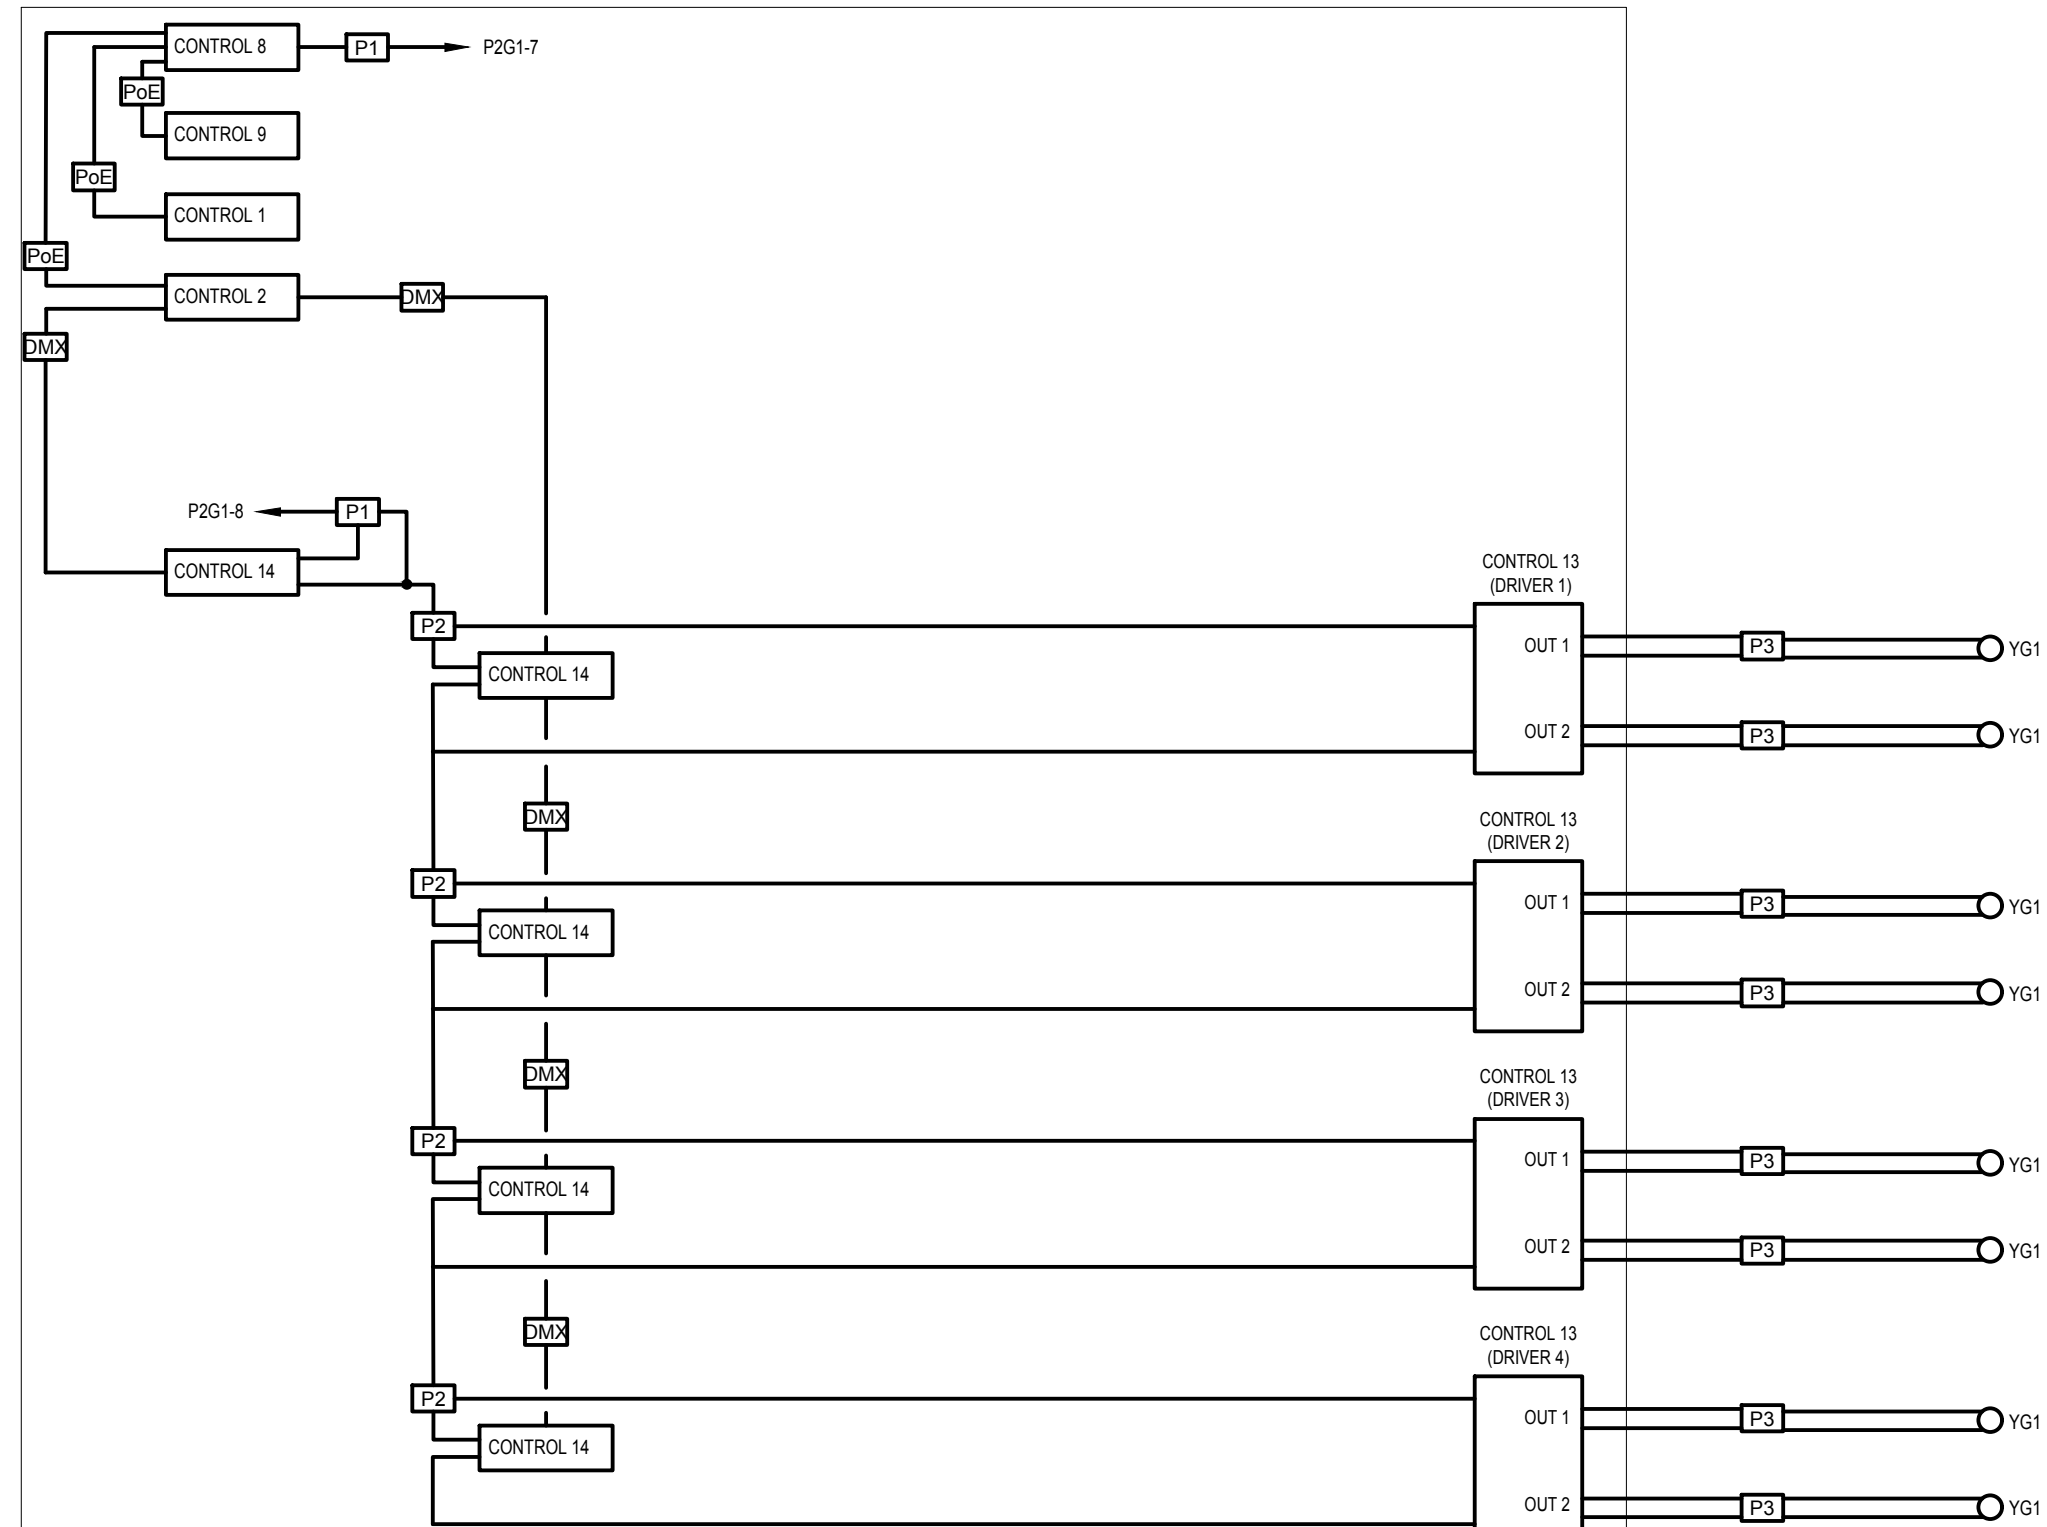 CONTROL 8
P1
P2G1-7
PoE
CONTROL 9
PoE
CONTROL 1
PoE
CONTROL 2
DMX
DMX
P2G1-8
P1
CONTROL 14
CONTROL 13
(DRIVER 1)
P2
OUT 1
P3
YG1
CONTROL 14
OUT 2
P3
YG1
DMX
CONTROL 13
(DRIVER 2)
P2
OUT 1
P3
YG1
CONTROL 14
OUT 2
P3
YG1
DMX
CONTROL 13
(DRIVER 3)
P2
OUT 1
P3
YG1
CONTROL 14
OUT 2
P3
YG1
DMX
CONTROL 13
(DRIVER 4)
P2
OUT 1
P3
YG1
CONTROL 14
OUT 2
P3
YG1